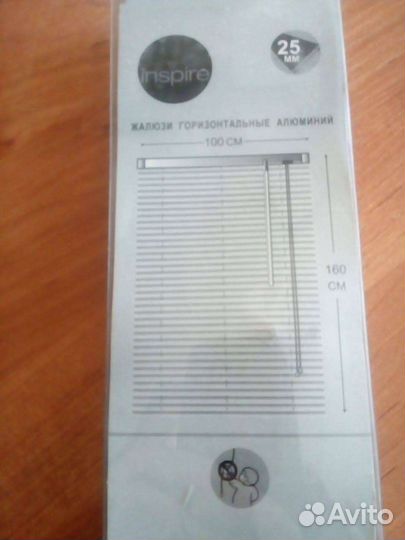 inspire
25
ММ
ЖАЛЮЗИ ГОРИЗОНТАЛЬНЫЕ АЛЮМИНИЙ
100 СМ
160
СМ
Avito